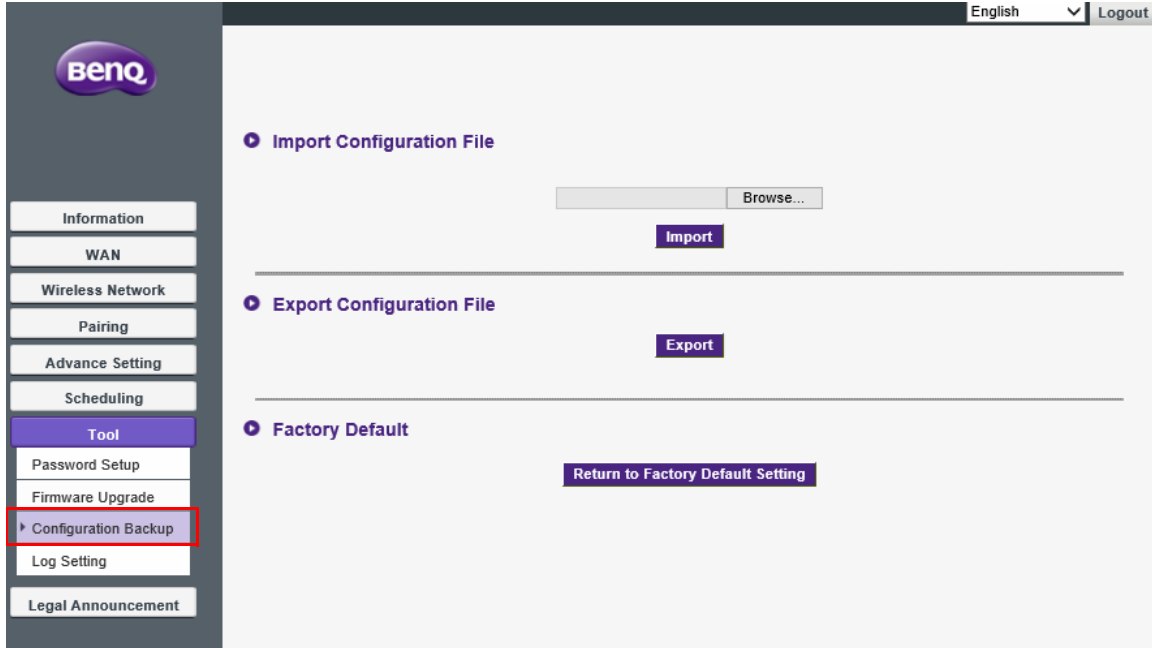 English
Logout
BenQ
Import Configuration File
Browse...
Import
Export Configuration File
Export
Factory Default
Return to Factory Default Setting
Information
WAN
Wireless Network
Pairing
Advance Setting
Scheduling
Tool
Password Setup
Firmware Upgrade
Configuration Backup
Log Setting
Legal Announcement